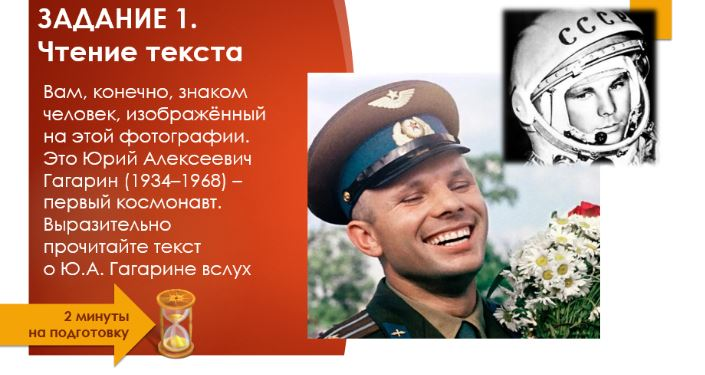 ЗАДАНИЕ 1.
Чтение текста
Вам, конечно, знаком
человек, изображённый
на этой фотографии.
Это Юрий Алексеевич
Гагарин (1934–1968) –
первый космонавт.
Выразительно
прочитайте текст
о Ю.А. Гагарине вслух
2 минуты
на подготовку
СССР